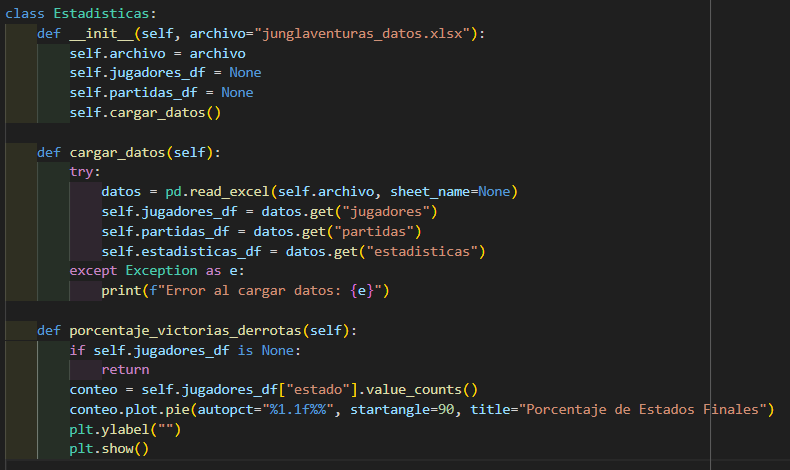 class Estadisticas:
    def __init__(self, archivo="junglaventuras_datos.xlsx"):
        self.archivo = archivo
        self.jugadores_df = None
        self.partidas_df = None
        self.cargar_datos()

    def cargar_datos(self):
        try:
            datos = pd.read_excel(self.archivo, sheet_name=None)
            self.jugadores_df = datos.get("jugadores")
            self.partidas_df = datos.get("partidas")
            self.estadisticas_df = datos.get("estadisticas")
        except Exception as e:
            print(f"Error al cargar datos: {e}")

    def porcentaje_victorias_derrotas(self):
        if self.jugadores_df is None:
            return
        conteo = self.jugadores_df["estado"].value_counts()
        conteo.plot.pie(autopct="%1.1f%%", startangle=90, title="Porcentaje de Estados Finales")
        plt.ylabel("")
        plt.show()